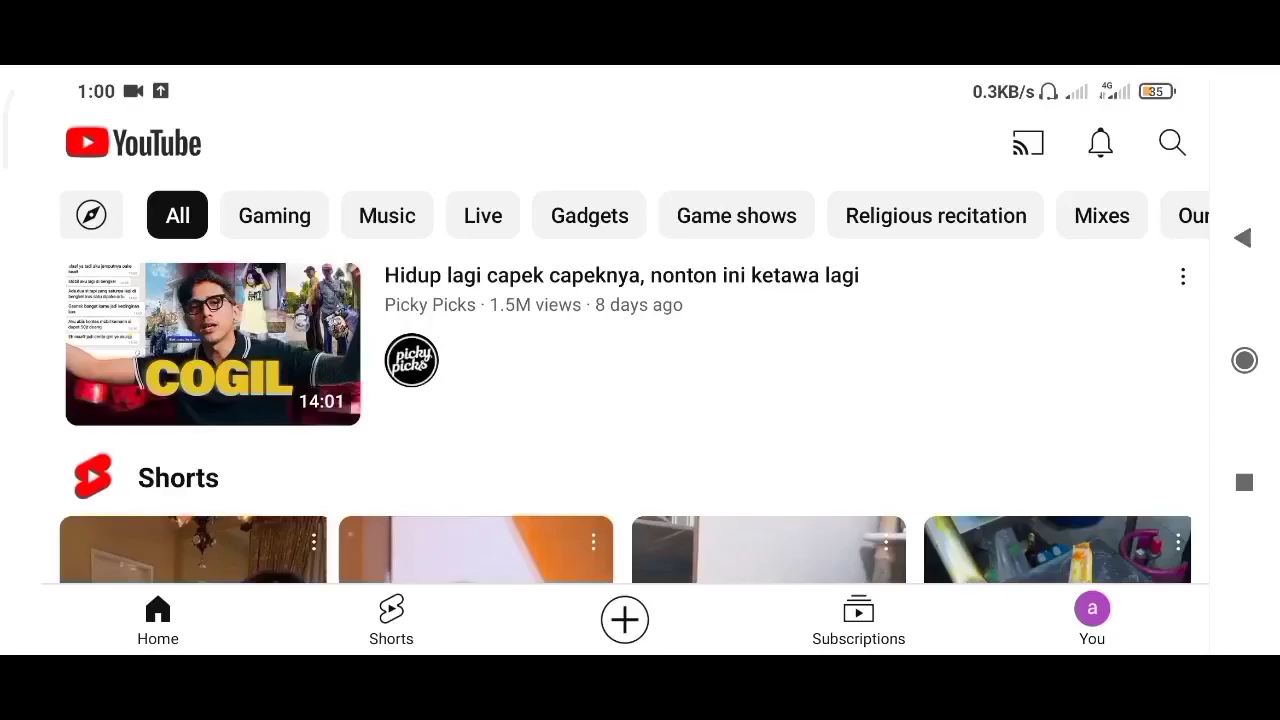 1:00
0.3KB/s 4G 35
YouTube
All Gaming Music Live Gadgets Game shows Religious recitation Mixes Our
Hidup lagi capek capeknya, nonton ini ketawa lagi
Picky Picks · 1.5M views · 8 days ago
picky
picks
COGIL
14:01
Shorts
Home Shorts Subscriptions a You